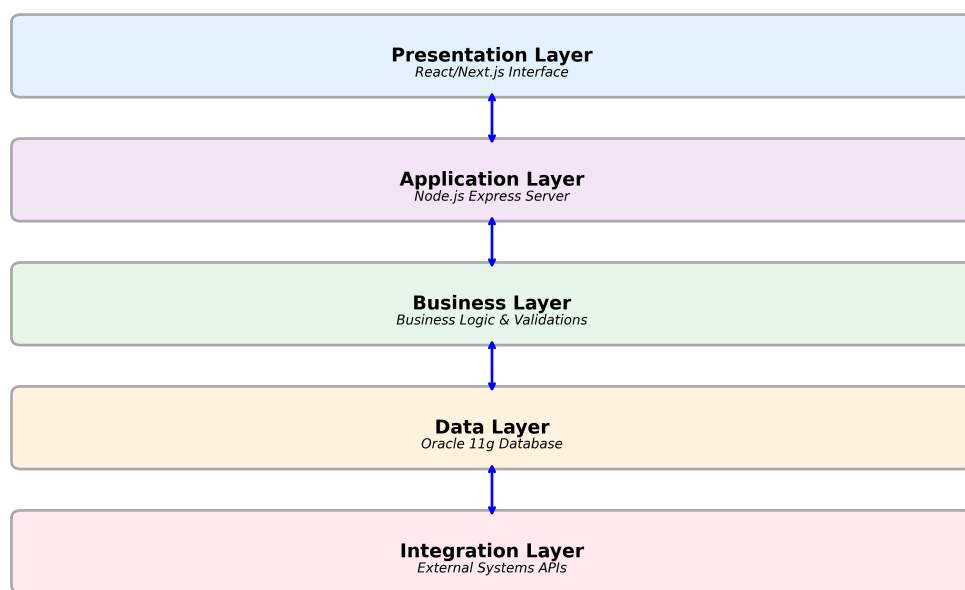 Presentation Layer
React/Next.js Interface
Application Layer
Node.js Express Server
Business Layer
Business Logic & Validations
Data Layer
Oracle 11g Database
Integration Layer
External Systems APIs